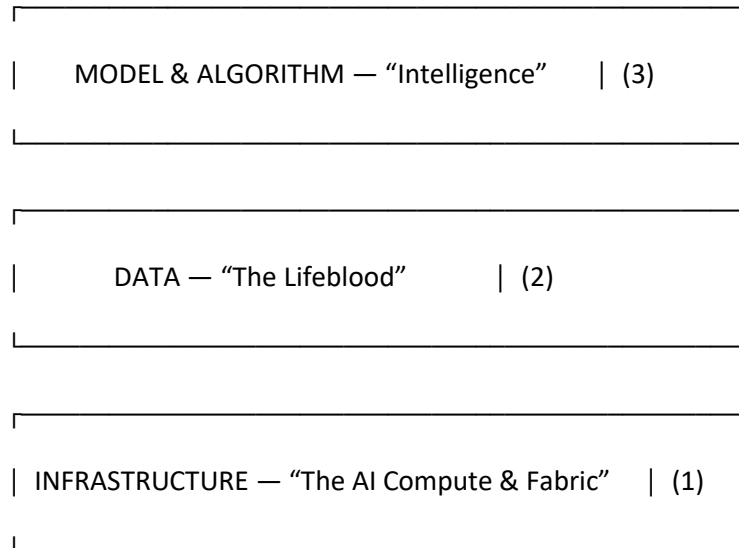 MODEL & ALGORITHM — “Intelligence” │ (3)
DATA — “The Lifeblood” │ (2)
│ INFRASTRUCTURE — “The AI Compute & Fabric” │ (1)